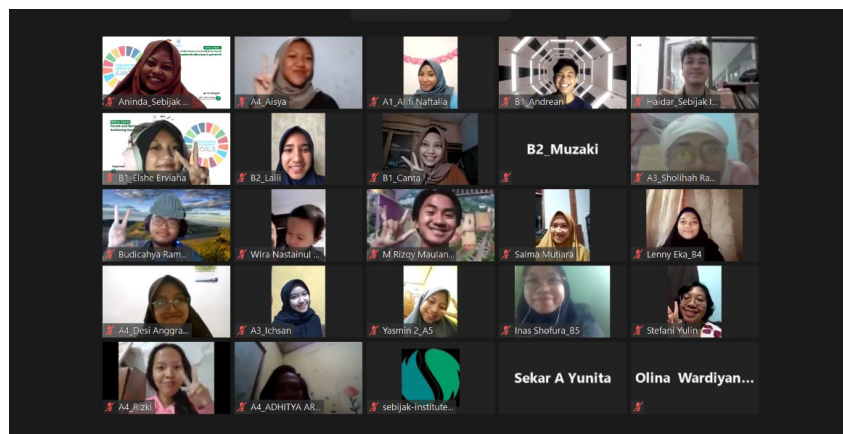 Aninda_Sebijak ...
A4_Aisya
A1_Alifi Naftalia
B1_Andrean
Haidar_Sebijak I...
B1_Elshe Erviana
B2_Laili
B1_Canta
B2_Muzaki
A3_Sholihah Ra...
Budicahya Ram...
Wira Nastainul ...
M Rizqy Maulan...
Salma Mutiara
Lenny Eka_B4
A4_Desi Anggra...
A3_Ichsan
Yasmin 2_A5
Inas Shofura_B5
Stefani Yulin
A4_Rizki
A4_ADHITYA AR...
sebijak-institute...
Sekar A Yunita
Olina Wardiyan...